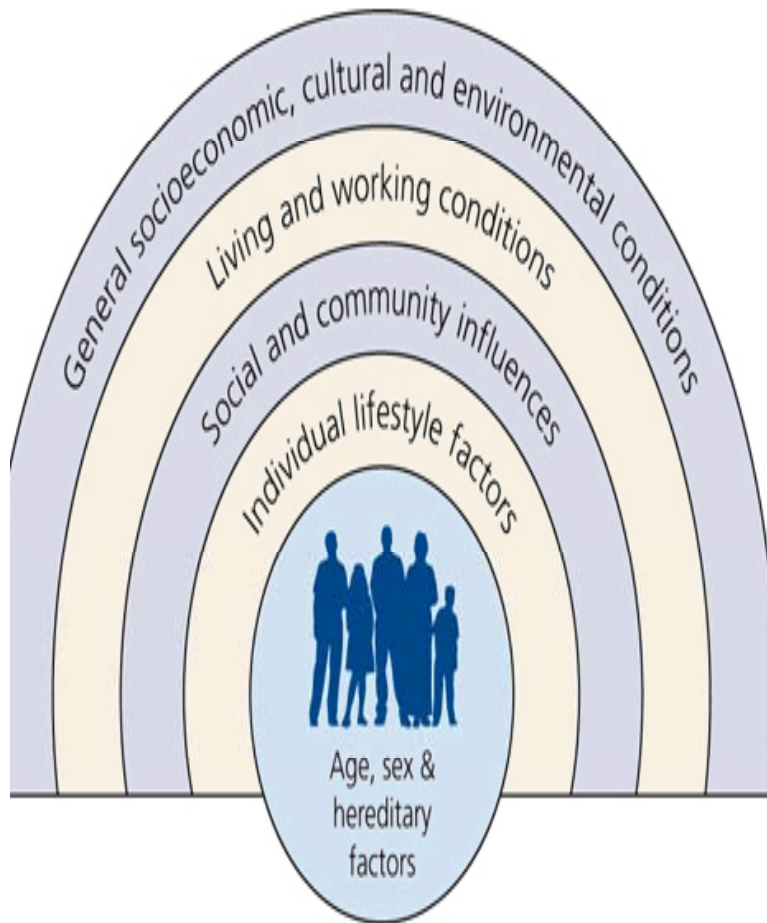 General socioeconomic, cultural and environmental conditions
Living and working conditions
Social and community influences
Individual lifestyle factors
Age, sex &
hereditary
factors